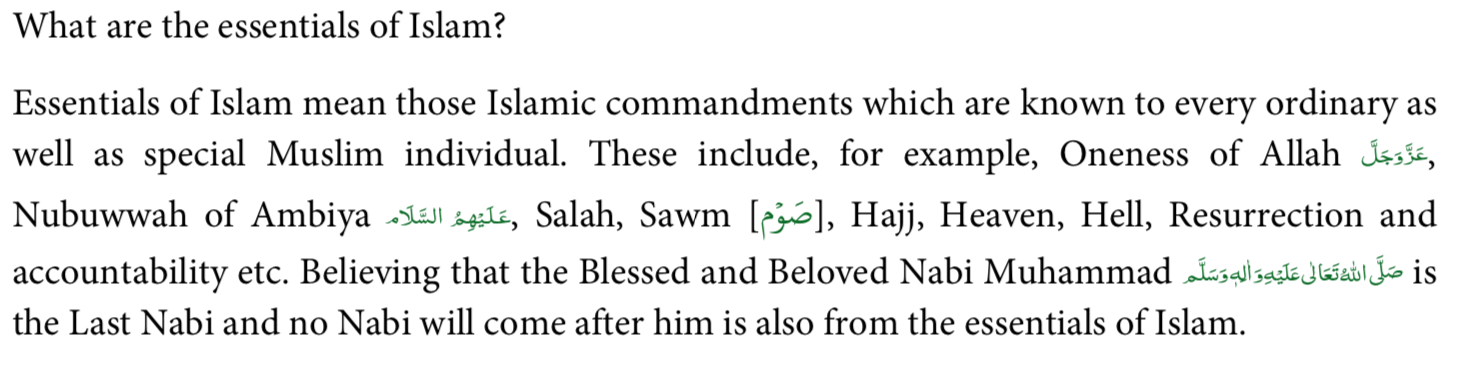 What are the essentials of Islam?
Essentials of Islam mean those Islamic commandments which are known to every ordinary as
well as special Muslim individual. These include, for example, Oneness of Allah عَزَّوَجَلَّ,
Nubuwwah of Ambiya عَلَيْهِمُ السَّلَام, Salah, Sawm [صَوْم], Hajj, Heaven, Hell, Resurrection and
accountability etc. Believing that the Blessed and Beloved Nabi Muhammad صَلَّى اللهُ تَعَالٰى عَلَيْهِ وَاٰلِهٖ وَسَلَّم is
the Last Nabi and no Nabi will come after him is also from the essentials of Islam.